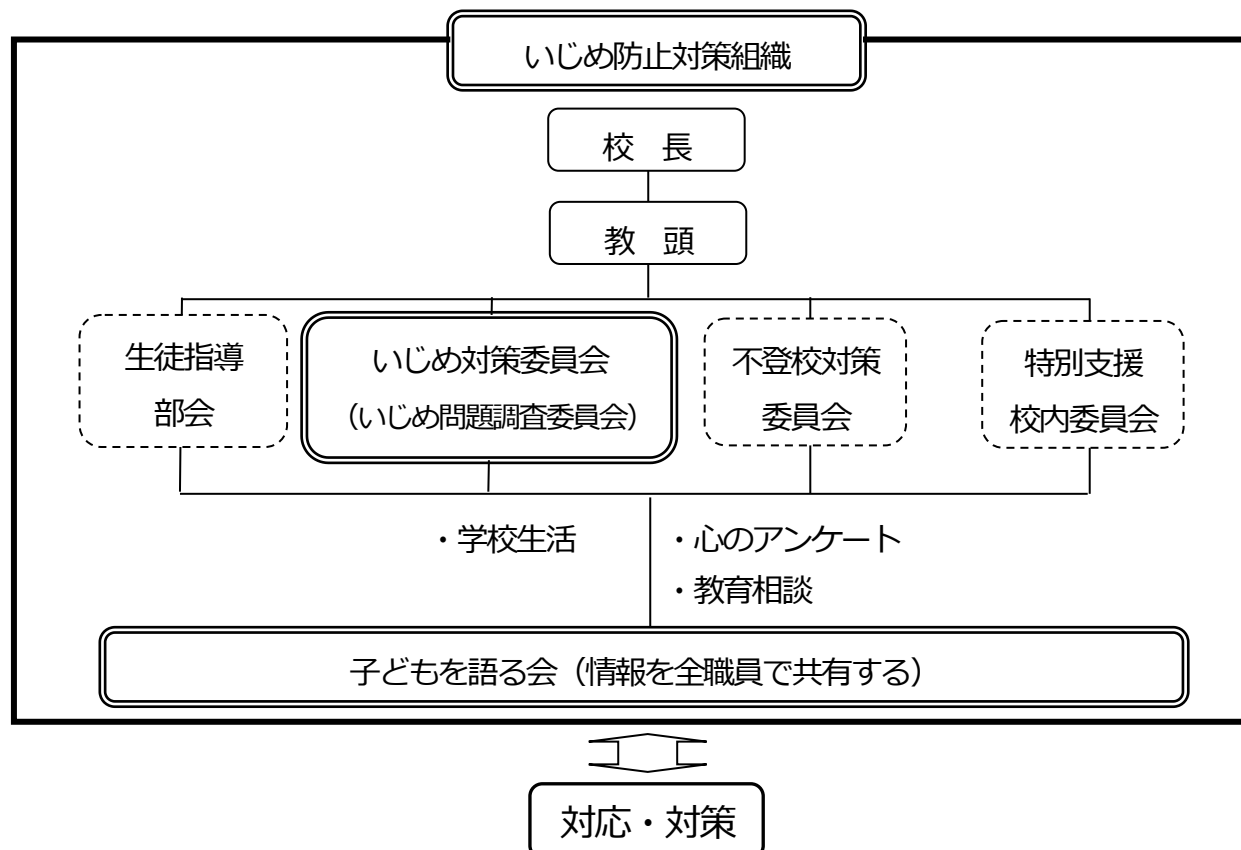 いじめ防止対策組織
校 長
教 頭
生徒指導
部会
いじめ対策委員会
（いじめ問題調査委員会）
不登校対策
委員会
特別支援
校内委員会
・学校生活
・心のアンケート
・教育相談
子どもを語る会（情報を全職員で共有する）
対応・対策